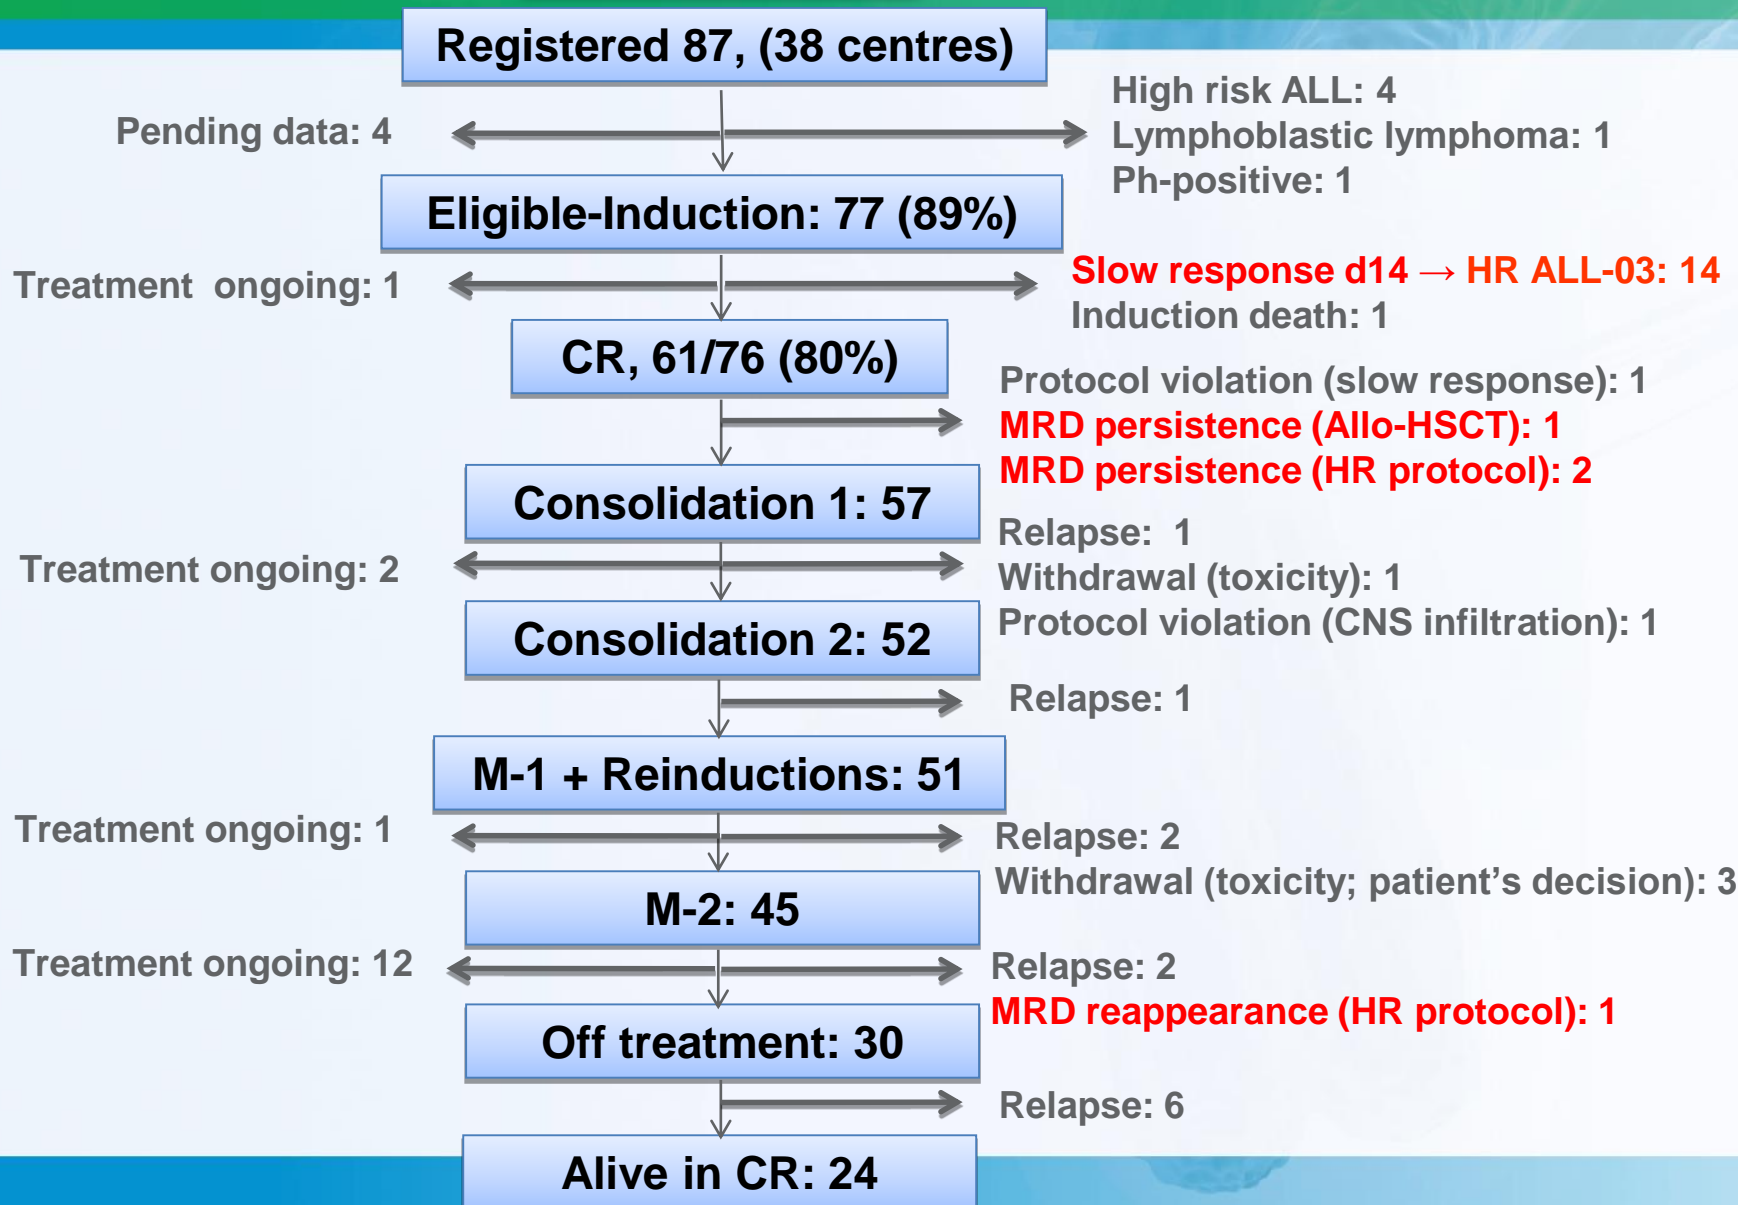 Registered 87, (38 centres)
Pending data: 4
High risk ALL: 4
Lymphoblastic lymphoma: 1
Ph-positive: 1
Eligible-Induction: 77 (89%)
Treatment  ongoing: 1
Slow response d14 → HR ALL-03: 14
Induction death: 1
CR, 61/76 (80%)
Protocol violation (slow response): 1
MRD persistence (Allo-HSCT): 1
MRD persistence (HR protocol): 2
Consolidation 1: 57
Treatment ongoing: 2
Relapse:  1
Withdrawal (toxicity): 1
Protocol violation (CNS infiltration): 1
Consolidation 2: 52
Relapse: 1
M-1 + Reinductions: 51
Treatment ongoing: 1
Relapse: 2
Withdrawal (toxicity; patient’s decision): 3
M-2: 45
Treatment ongoing: 12
Relapse: 2
MRD reappearance (HR protocol): 1
Off treatment: 30
Relapse: 6
Alive in CR: 24